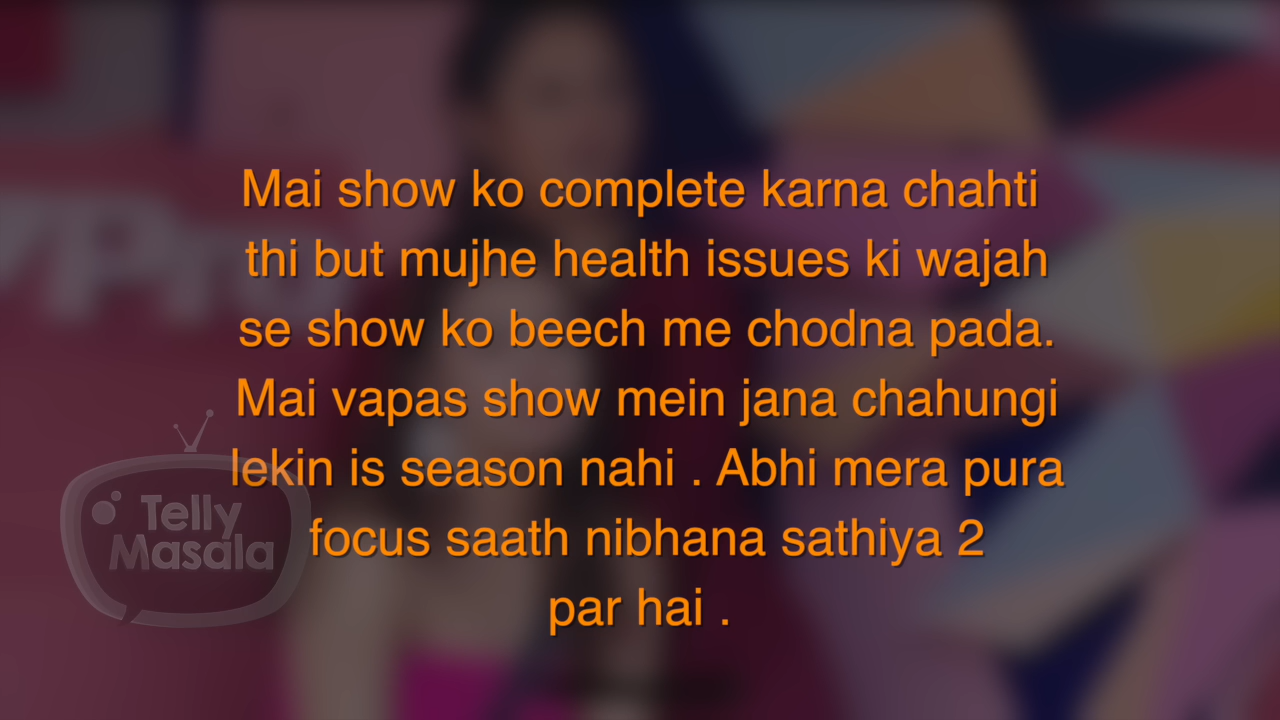 Mai show ko complete karna chahti
thi but mujhe health issues ki wajah
se show ko beech me chodna pada.
Mai vapas show mein jana chahungi
lekin is season nahi . Abhi mera pura
focus saath nibhana sathiya 2
par hai .
Telly
Masala